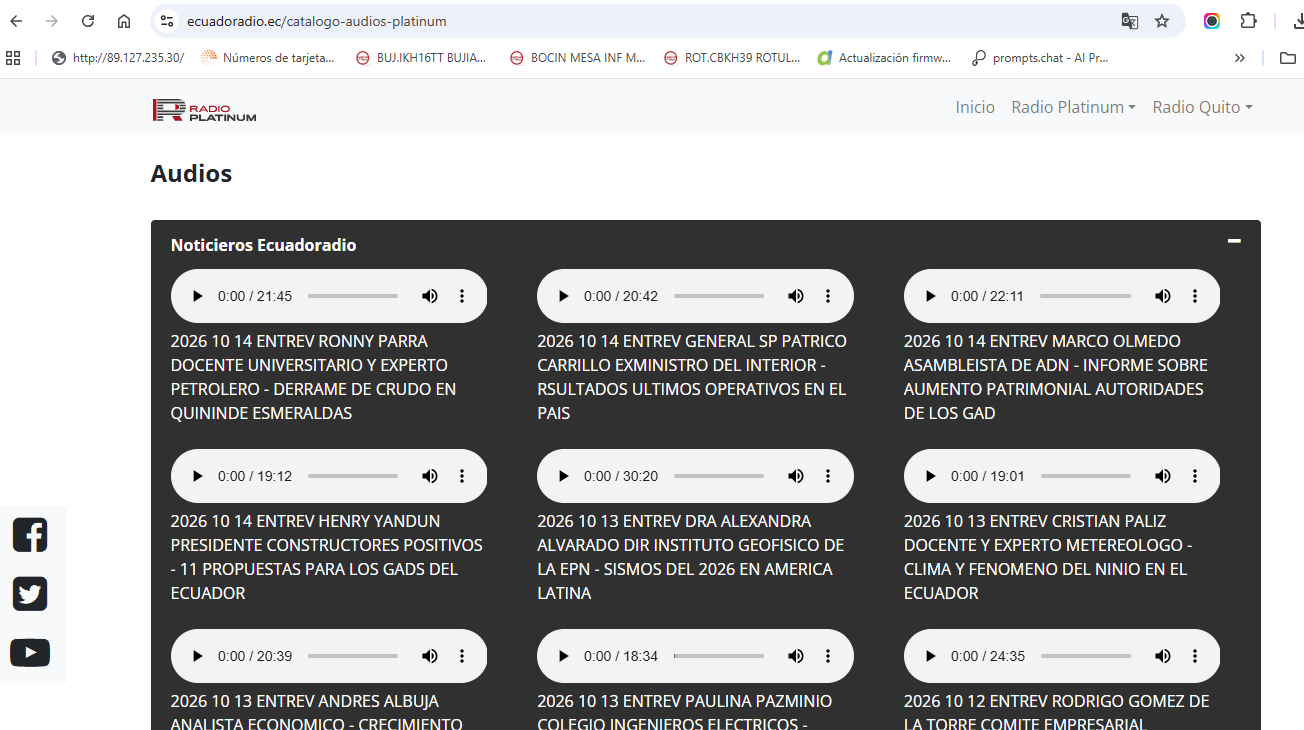 ecuadoradio.ec/catalogo-audios-platinum
http://89.127.235.30/
Números de tarjeta...
BUJ.IKH16TT BUJIA...
BOCIN MESA INF M...
ROT.CBKH39 ROTUL...
Actualización firmw...
prompts.chat - AI Pr...
RADIO
PLATINUM
Inicio
Radio Platinum
Radio Quito
Audios
Noticieros Ecuadoradio
0:00 / 21:45
2026 10 14 ENTREV RONNY PARRA
DOCENTE UNIVERSITARIO Y EXPERTO
PETROLERO - DERRAME DE CRUDO EN
QUININDE ESMERALDAS
0:00 / 20:42
2026 10 14 ENTREV GENERAL SP PATRICO
CARRILLO EXMINISTRO DEL INTERIOR -
RSULTADOS ULTIMOS OPERATIVOS EN EL
PAIS
0:00 / 22:11
2026 10 14 ENTREV MARCO OLMEDO
ASAMBLEISTA DE ADN - INFORME SOBRE
AUMENTO PATRIMONIAL AUTORIDADES
DE LOS GAD
0:00 / 19:12
2026 10 14 ENTREV HENRY YANDUN
PRESIDENTE CONSTRUCTORES POSITIVOS
- 11 PROPUESTAS PARA LOS GADS DEL
ECUADOR
0:00 / 30:20
2026 10 13 ENTREV DRA ALEXANDRA
ALVARADO DIR INSTITUTO GEOFISICO DE
LA EPN - SISMOS DEL 2026 EN AMERICA
LATINA
0:00 / 19:01
2026 10 13 ENTREV CRISTIAN PALIZ
DOCENTE Y EXPERTO METEREOLOGO -
CLIMA Y FENOMENO DEL NINIO EN EL
ECUADOR
0:00 / 20:39
2026 10 13 ENTREV ANDRES ALBUJA
ANALISTA ECONOMICO - CRECIMIENTO
0:00 / 18:34
2026 10 13 ENTREV PAULINA PAZMINIO
COLEGIO INGENIEROS ELECTRICOS -
0:00 / 24:35
2026 10 12 ENTREV RODRIGO GOMEZ DE
LA TORRE COMITE EMPRESARIAL